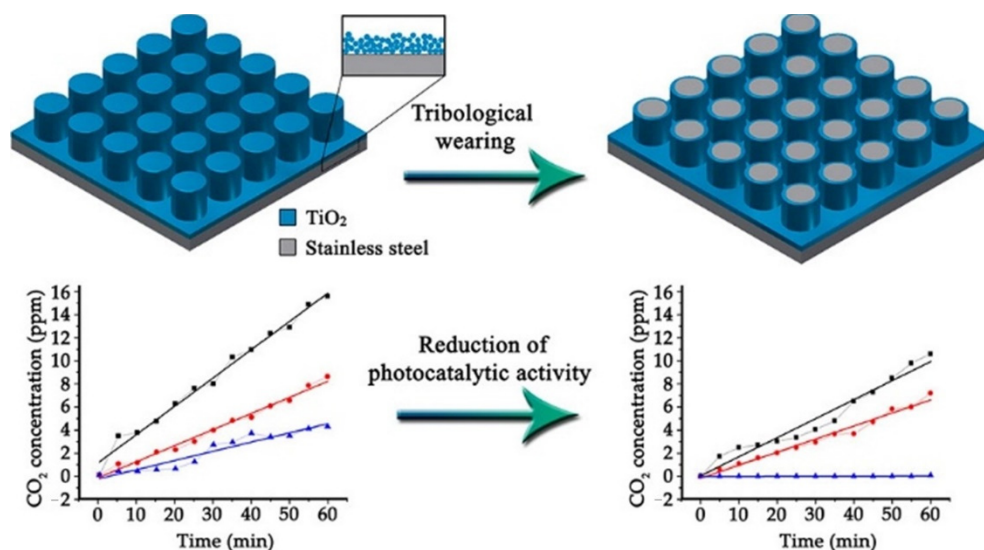 Tribological
wearing
TiO₂
Stainless steel
16
14
12
10
8
6
4
2
0
−2
CO₂ concentration (ppm)
0 10 20 30 40 50 60
Time (min)
Reduction of
photocatalytic activity
16
14
12
10
8
6
4
2
0
−2
CO₂ concentration (ppm)
0 10 20 30 40 50 60
Time (min)